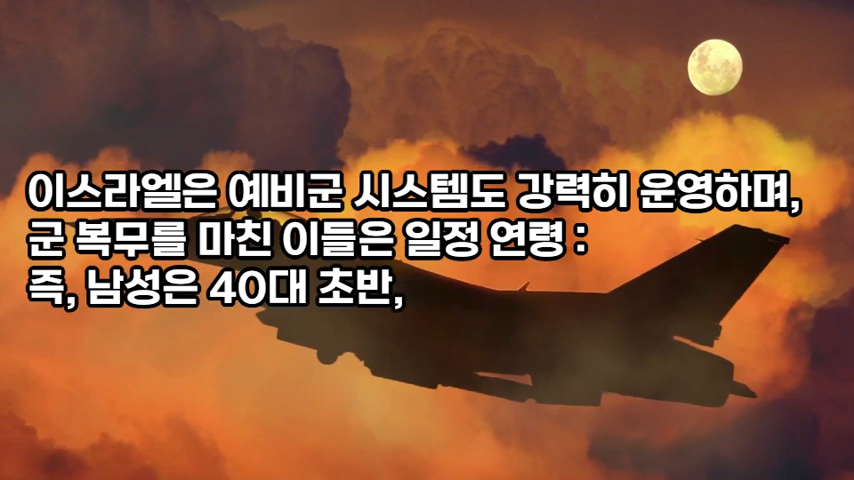 이스라엘은 예비군 시스템도 강력히 운영하며,
군 복무를 마친 이들은 일정 연령 :
즉, 남성은 40대 초반,